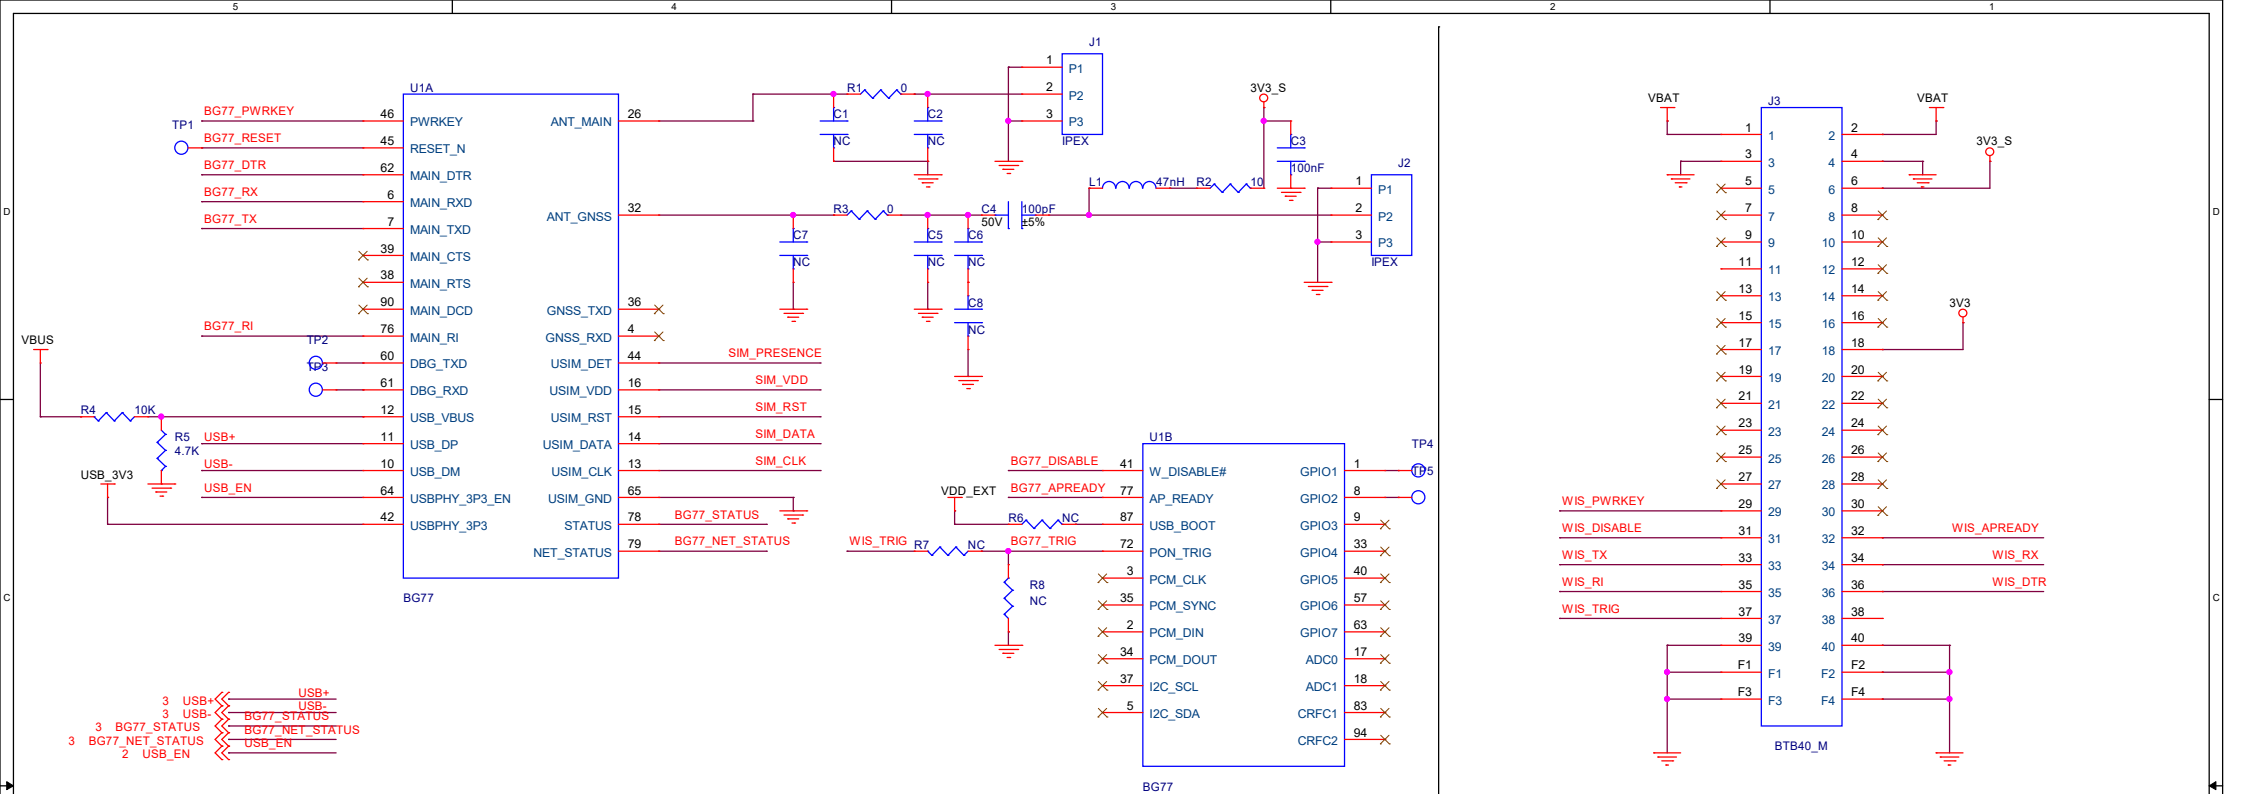 5 4 3 2 1
D D
C C
U1A
BG77_PWRKEY 46 PWRKEY
TP1
BG77_RESET 45 RESET_N
BG77_DTR 62 MAIN_DTR
BG77_RX 6 MAIN_RXD
BG77_TX 7 MAIN_TXD
39 MAIN_CTS
38 MAIN_RTS
90 MAIN_DCD
BG77_RI 76 MAIN_RI
TP2 60 DBG_TXD
TP3 61 DBG_RXD
VBUS
R4 10K 12 USB_VBUS
R5
4.7K
USB+ 11 USB_DP
USB- 10 USB_DM
USB_3V3
USB_EN 64 USBPHY_3P3_EN
42 USBPHY_3P3
ANT_MAIN 26
ANT_GNSS 32
GNSS_TXD 36
GNSS_RXD 4
USIM_DET 44 SIM_PRESENCE
USIM_VDD 16 SIM_VDD
USIM_RST 15 SIM_RST
USIM_DATA 14 SIM_DATA
USIM_CLK 13 SIM_CLK
USIM_GND 65
STATUS 78 BG77_STATUS
NET_STATUS 79 BG77_NET_STATUS
BG77
R1 0
C1
NC
C2
NC
J1
1 P1
2 P2
3 P3
IPEX
3V3_S
C3
100nF
L1 47nH R2 10
R3 0
C4
50V
100pF
±5%
C7
NC
C5
NC
C6
NC
C8
NC
J2
1 P1
2 P2
3 P3
IPEX
U1B
BG77_DISABLE 41 W_DISABLE#
BG77_APREADY 77 AP_READY
VDD_EXT
R6 NC 87 USB_BOOT
WIS_TRIG R7 NC BG77_TRIG 72 PON_TRIG
R8
NC
3 PCM_CLK
35 PCM_SYNC
2 PCM_DIN
34 PCM_DOUT
37 I2C_SCL
5 I2C_SDA
TP4
GPIO1 1
TP5
GPIO2 8
GPIO3 9
GPIO4 33
GPIO5 40
GPIO6 57
GPIO7 63
ADC0 17
ADC1 18
CRFC1 83
CRFC2 94
BG77
3 USB+ USB+
3 USB- USB-
3 BG77_STATUS BG77_STATUS
3 BG77_NET_STATUS BG77_NET_STATUS
2 USB_EN USB_EN
J3
VBAT VBAT
1 1 2 2
3V3_S
3 3 4 4
5 5 6 6
7 7 8 8
9 9 10 10
11 11 12 12
13 13 14 14
3V3
15 15 16 16
17 17 18 18
19 19 20 20
21 21 22 22
23 23 24 24
25 25 26 26
27 27 28 28
WIS_PWRKEY 29 29 30 30
WIS_DISABLE 31 31 32 32 WIS_APREADY
WIS_TX 33 33 34 34 WIS_RX
WIS_RI 35 35 36 36 WIS_DTR
WIS_TRIG 37 37 38 38
39 39 40 40
F1 F1 F2 F2
F3 F3 F4 F4
BTB40_M